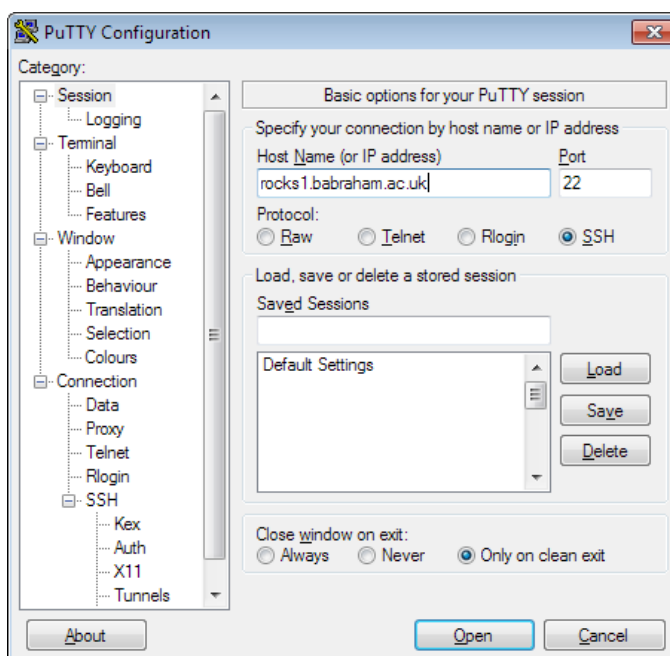 PuTTY Configuration
Category:
Session
Logging
Terminal
Keyboard
Bell
Features
Window
Appearance
Behaviour
Translation
Selection
Colours
Connection
Data
Proxy
Telnet
Rlogin
SSH
Kex
Auth
X11
Tunnels
Basic options for your PuTTY session
Specify your connection by host name or IP address
Host Name (or IP address) Port
rocks1.babraham.ac.uk 22
Protocol:
Raw Telnet Rlogin SSH
Load, save or delete a stored session
Saved Sessions
Default Settings
Load
Save
Delete
Close window on exit:
Always Never Only on clean exit
About Open Cancel